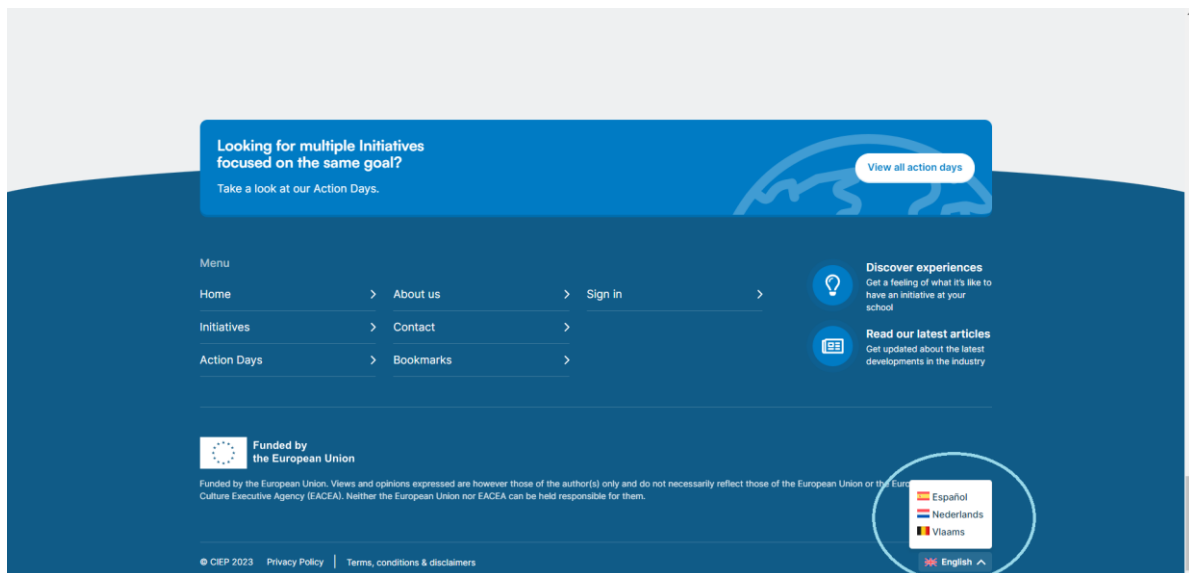 Looking for multiple Initiatives
focused on the same goal?
Take a look at our Action Days.
View all action days
Menu
Home
Initiatives
Action Days
About us
Contact
Bookmarks
Sign in
Discover experiences
Get a feeling of what it's like to
have an initiative at your
school
Read our latest articles
Get updated about the latest
developments in the industry
Funded by
the European Union
Funded by the European Union. Views and opinions expressed are however those of the author(s) only and do not necessarily reflect those of the European Union or the
Culture Executive Agency (EACEA). Neither the European Union nor EACEA can be held responsible for them.
Español
Nederlands
Vlaams
English
© CIEP 2023
Privacy Policy
Terms, conditions & disclaimers